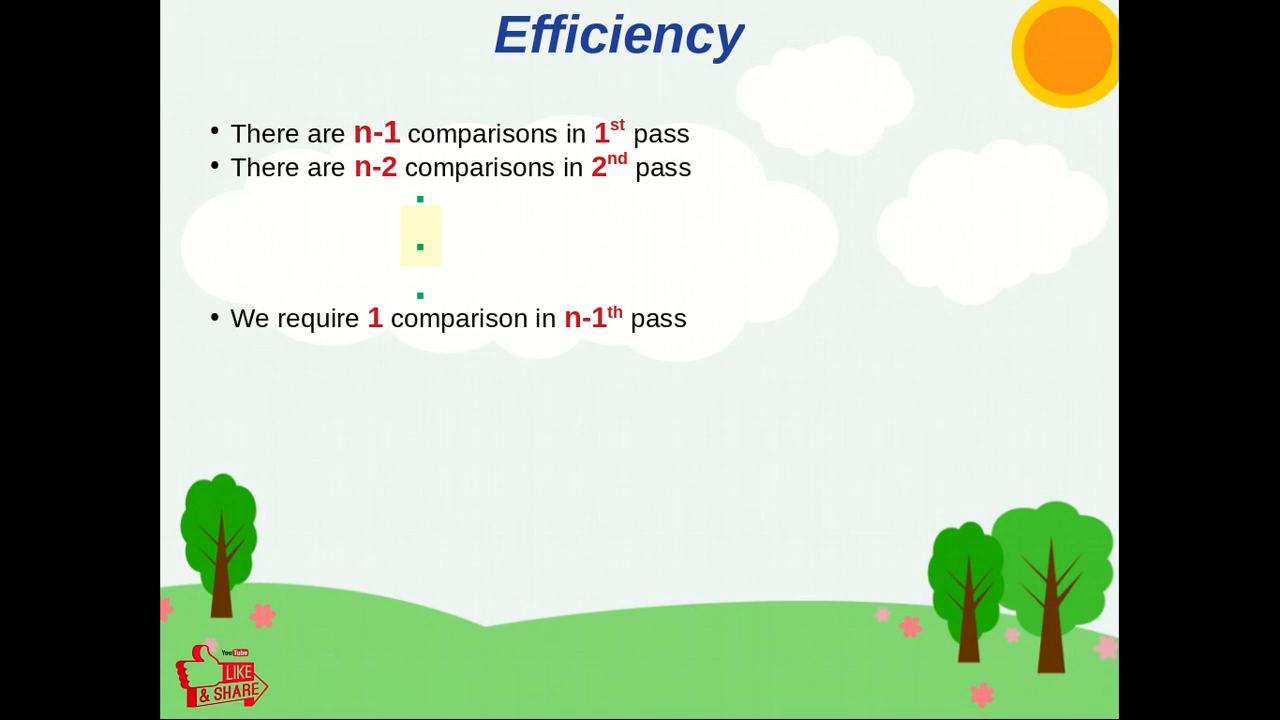 Efficiency
• There are n-1 comparisons in 1st pass
• There are n-2 comparisons in 2nd pass
.
.
.
• We require 1 comparison in n-1th pass
YouTube
LIKE
& SHARE